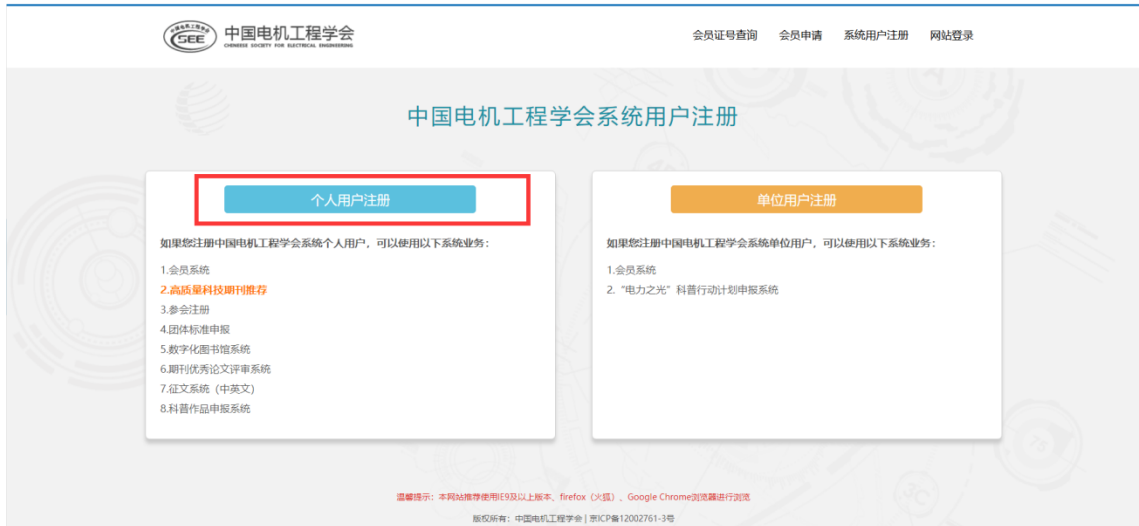 中国电机工程学会
CHINESE SOCIETY FOR ELECTRICAL ENGINEERING
会员证号查询 会员申请 系统用户注册 网站登录
中国电机工程学会系统用户注册
个人用户注册
如果您注册中国电机工程学会系统个人用户，可以使用以下系统业务：
1.会员系统
2.高质量科技期刊推荐
3.参会注册
4.团体标准申报
5.数字化图书馆系统
6.期刊优秀论文评审系统
7.征文系统（中英文）
8.科普作品申报系统
单位用户注册
如果您注册中国电机工程学会系统单位用户，可以使用以下系统业务：
1.会员系统
2.“电力之光”科普行动计划申报系统
温馨提示：本网站推荐使用IE9及以上版本、firefox（火狐）、Google Chrome浏览器进行浏览
版权所有：中国电机工程学会 | 京ICP备12002761-3号